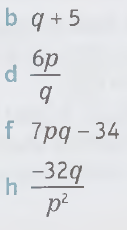 b q + 5
d 6p/q
f 7pq – 34
h –32q/p²